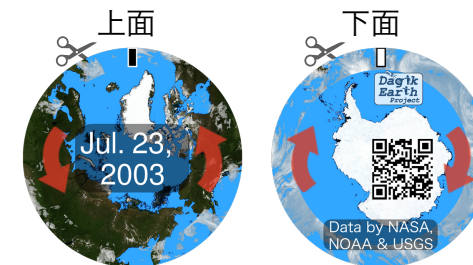 上面
下面
Jul. 23,
2003
Dagik
Earth
Project
Data by NASA,
NOAA & USGS